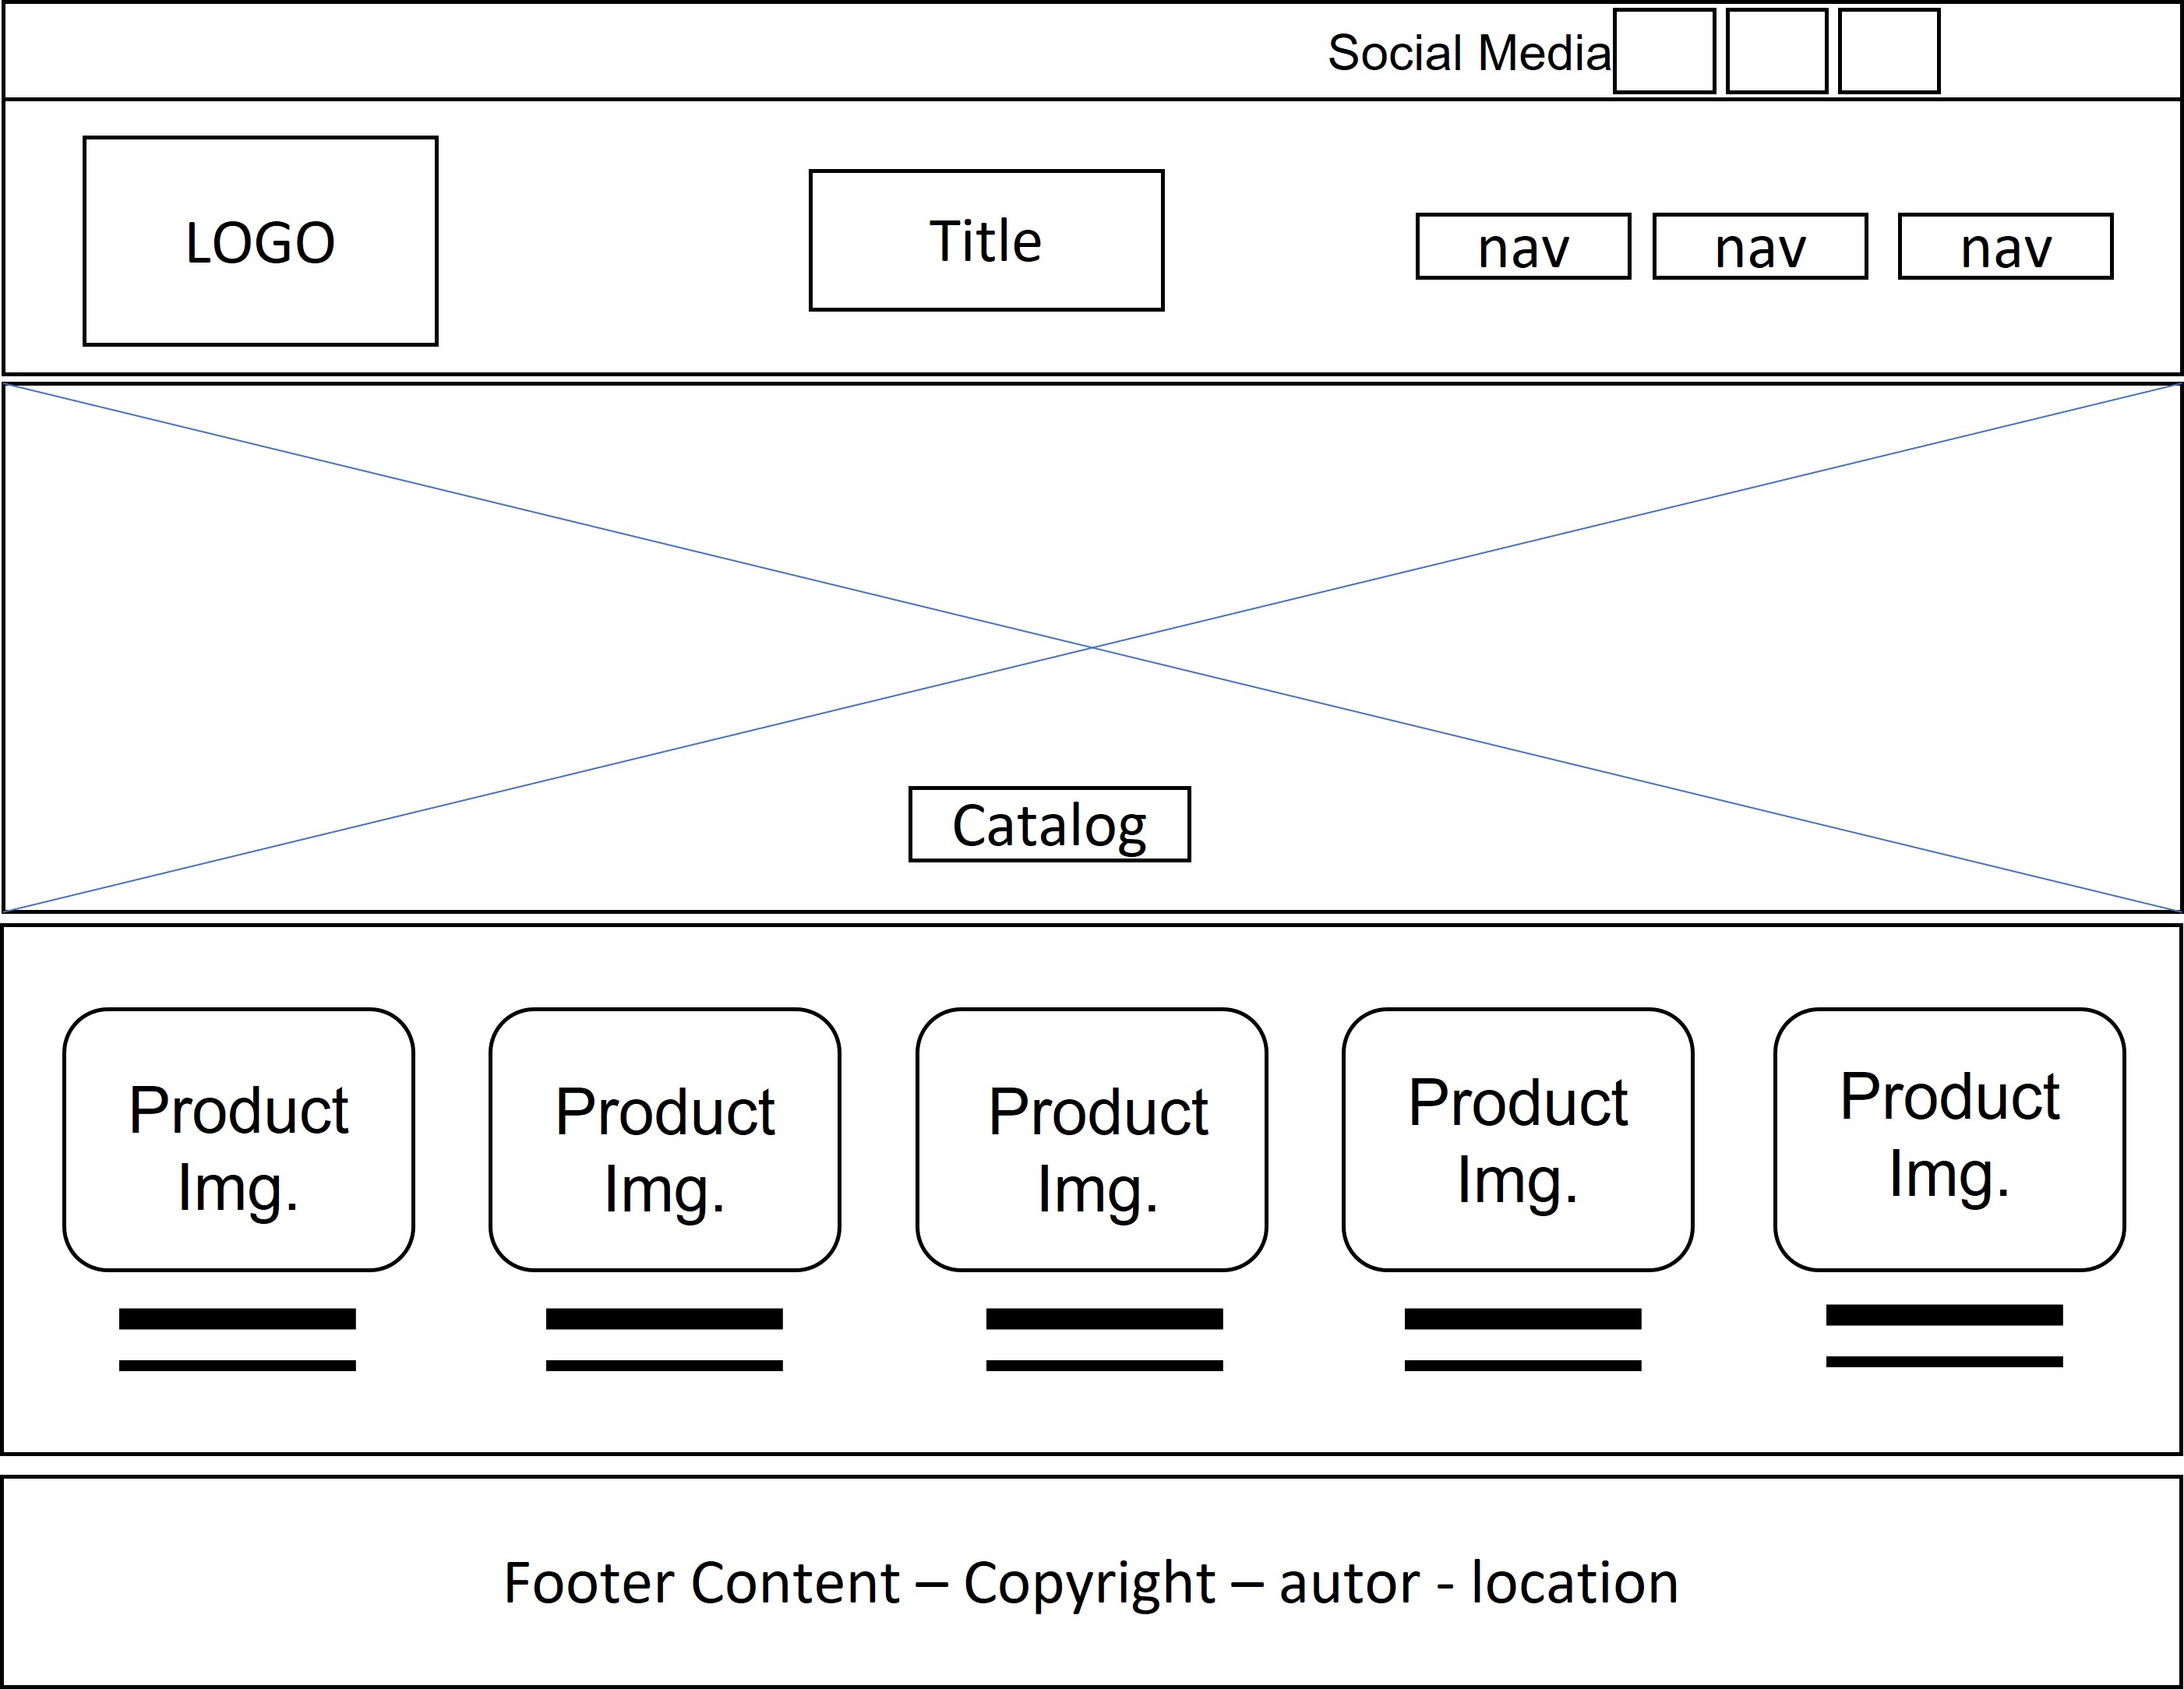 Social Media
LOGO
Title
nav
nav
nav
Catalog
Product
Img.
Product
Img.
Product
Img.
Product
Img.
Product
Img.
Footer Content – Copyright – autor - location